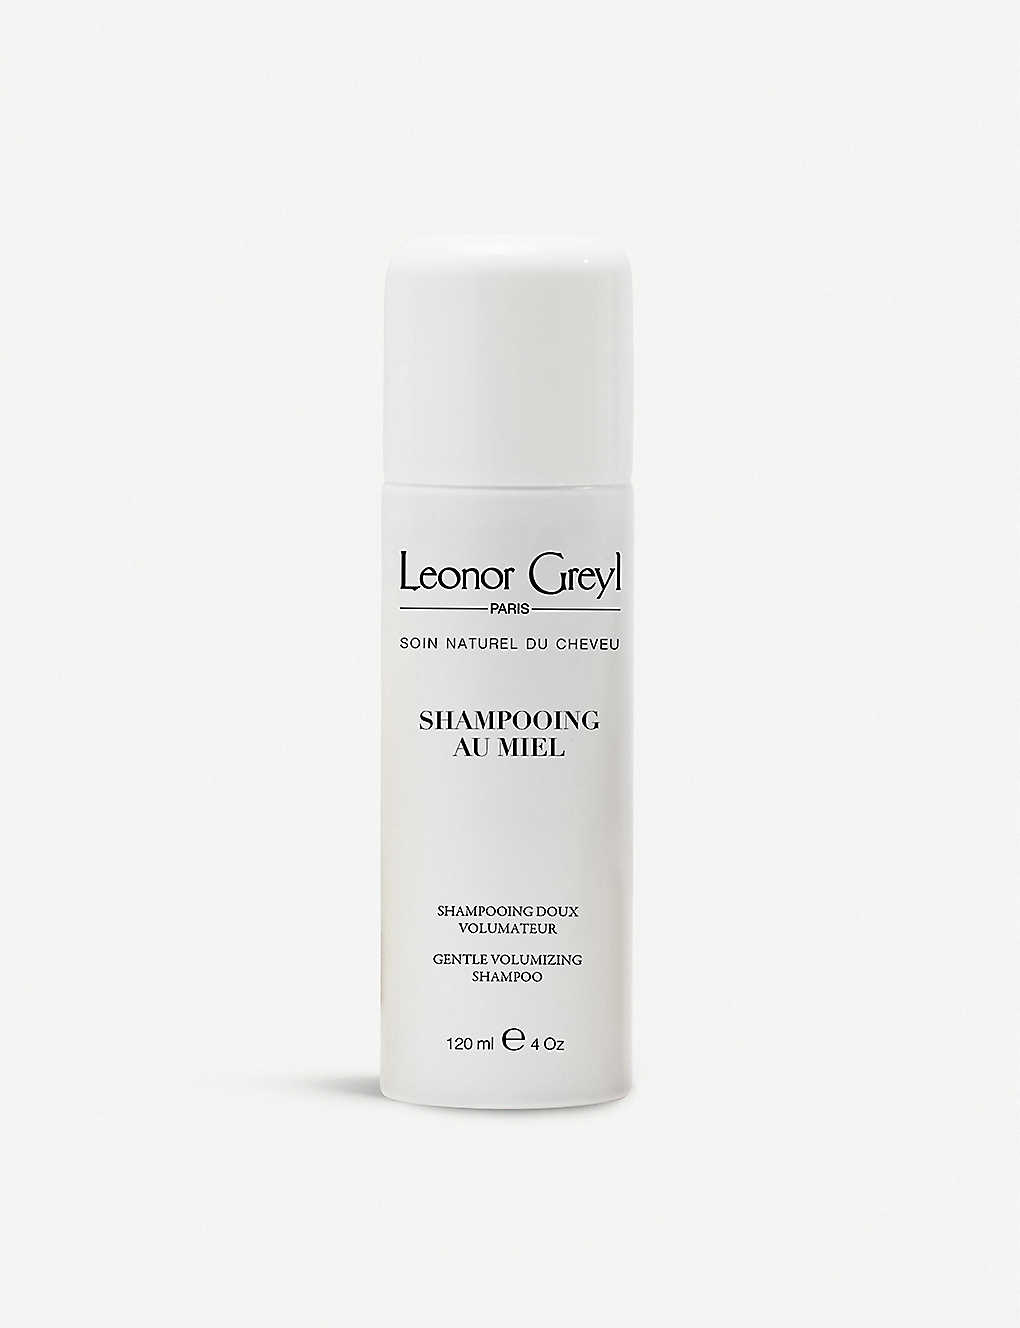 Leonor Greyl
PARIS
SOIN NATUREL DU CHEVEU
SHAMPOOING
AU MIEL
SHAMPOOING DOUX
VOLUMATEUR
GENTLE VOLUMIZING
SHAMPOO
120 ml ℮ 4 Oz